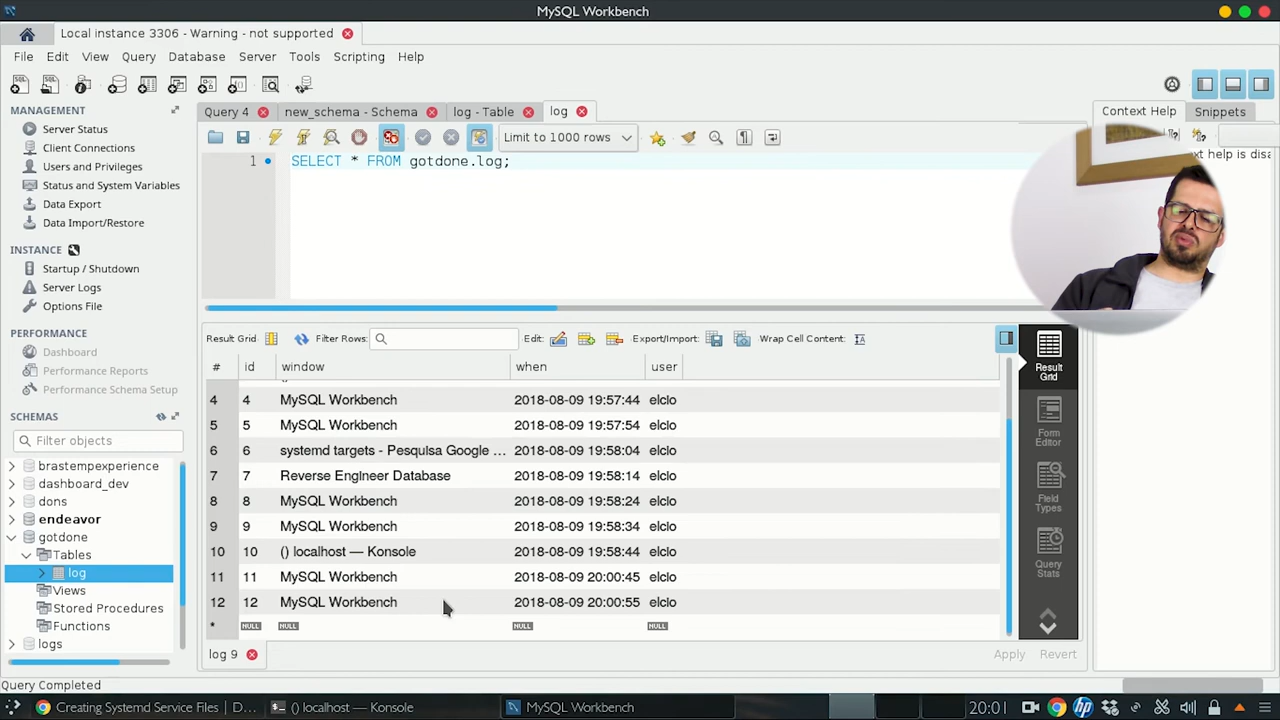 MySQL Workbench
Local instance 3306 - Warning - not supported
File Edit View Query Database Server Tools Scripting Help
MANAGEMENT
Server Status
Client Connections
Users and Privileges
Status and System Variables
Data Export
Data Import/Restore
INSTANCE
Startup / Shutdown
Server Logs
Options File
PERFORMANCE
Dashboard
Performance Reports
Performance Schema Setup
SCHEMAS
Filter objects
brastempexperience
dashboard_dev
dons
endeavor
gotdone
Tables
log
Views
Stored Procedures
Functions
logs
Query 4 new_schema - Schema log - Table log
Limit to 1000 rows
1 SELECT * FROM gotdone.log;
Context Help Snippets
Result Grid Filter Rows: Edit: Export/Import: Wrap Cell Content:
# id window when user
4 4 MySQL Workbench 2018-08-09 19:57:44 elcio
5 5 MySQL Workbench 2018-08-09 19:57:54 elcio
6 6 systemd targets - Pesquisa Google ... 2018-08-09 19:58:04 elcio
7 7 Reverse Engineer Database 2018-08-09 19:58:14 elcio
8 8 MySQL Workbench 2018-08-09 19:58:24 elcio
9 9 MySQL Workbench 2018-08-09 19:58:34 elcio
10 10 () localhost — Konsole 2018-08-09 19:58:44 elcio
11 11 MySQL Workbench 2018-08-09 20:00:45 elcio
12 12 MySQL Workbench 2018-08-09 20:00:55 elcio
* NULL NULL NULL NULL
Result
Grid
Form
Editor
Field
Types
Query
Stats
log 9
Apply Revert
Query Completed
Creating Systemd Service Files | D... () localhost — Konsole MySQL Workbench 20:01